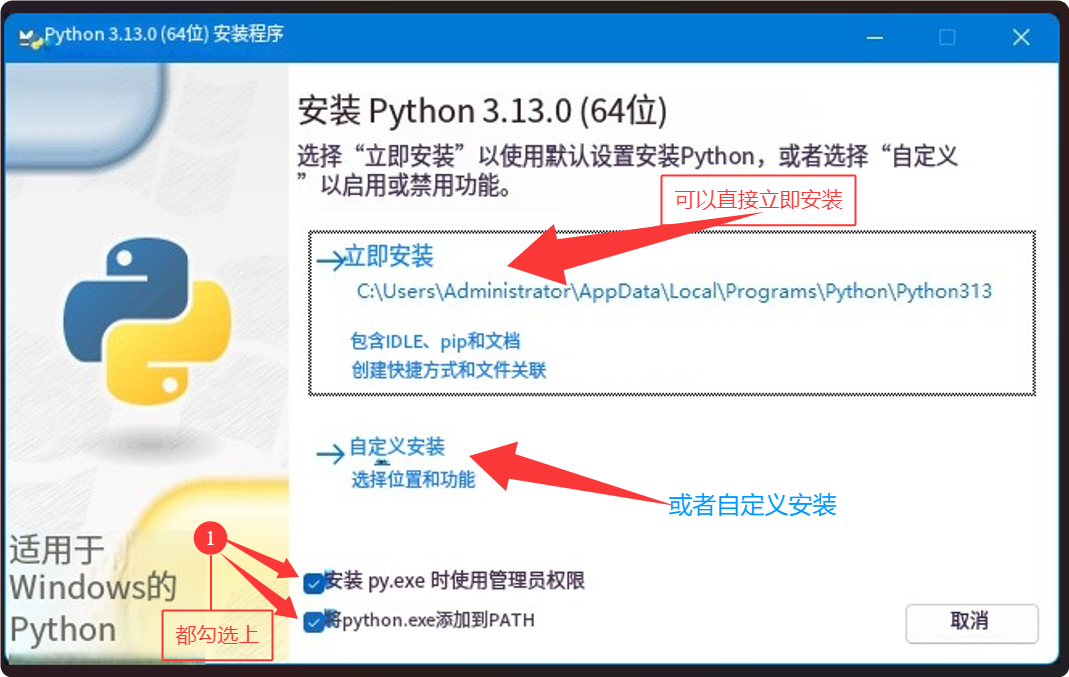 Python 3.13.0 (64位) 安装程序
安装 Python 3.13.0 (64位)
选择“立即安装”以使用默认设置安装Python，或者选择“自定义
”以启用或禁用功能。
可以直接立即安装
立即安装
C:\Users\Administrator\AppData\Local\Programs\Python\Python313
包含IDLE、pip和文档
创建快捷方式和文件关联
自定义安装
选择位置和功能
或者自定义安装
适用于
Windows的
Python
1
都勾选上
安装 py.exe 时使用管理员权限
将python.exe添加到PATH
取消